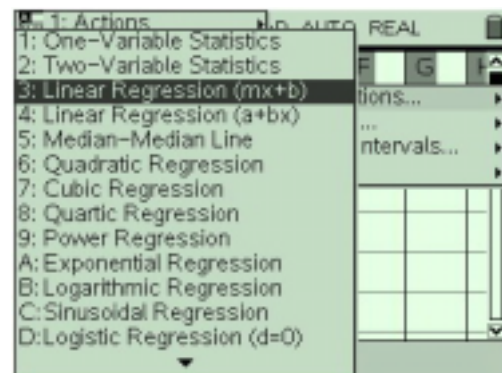 1: Actions D AUTO REAL
1: One-Variable Statistics
2: Two-Variable Statistics
3: Linear Regression (mx+b)
4: Linear Regression (a+bx)
5: Median-Median Line
6: Quadratic Regression
7: Cubic Regression
8: Quartic Regression
9: Power Regression
A: Exponential Regression
B: Logarithmic Regression
C: Sinusoidal Regression
D: Logistic Regression (d=0)
F G H
tions...
...
ntervals...